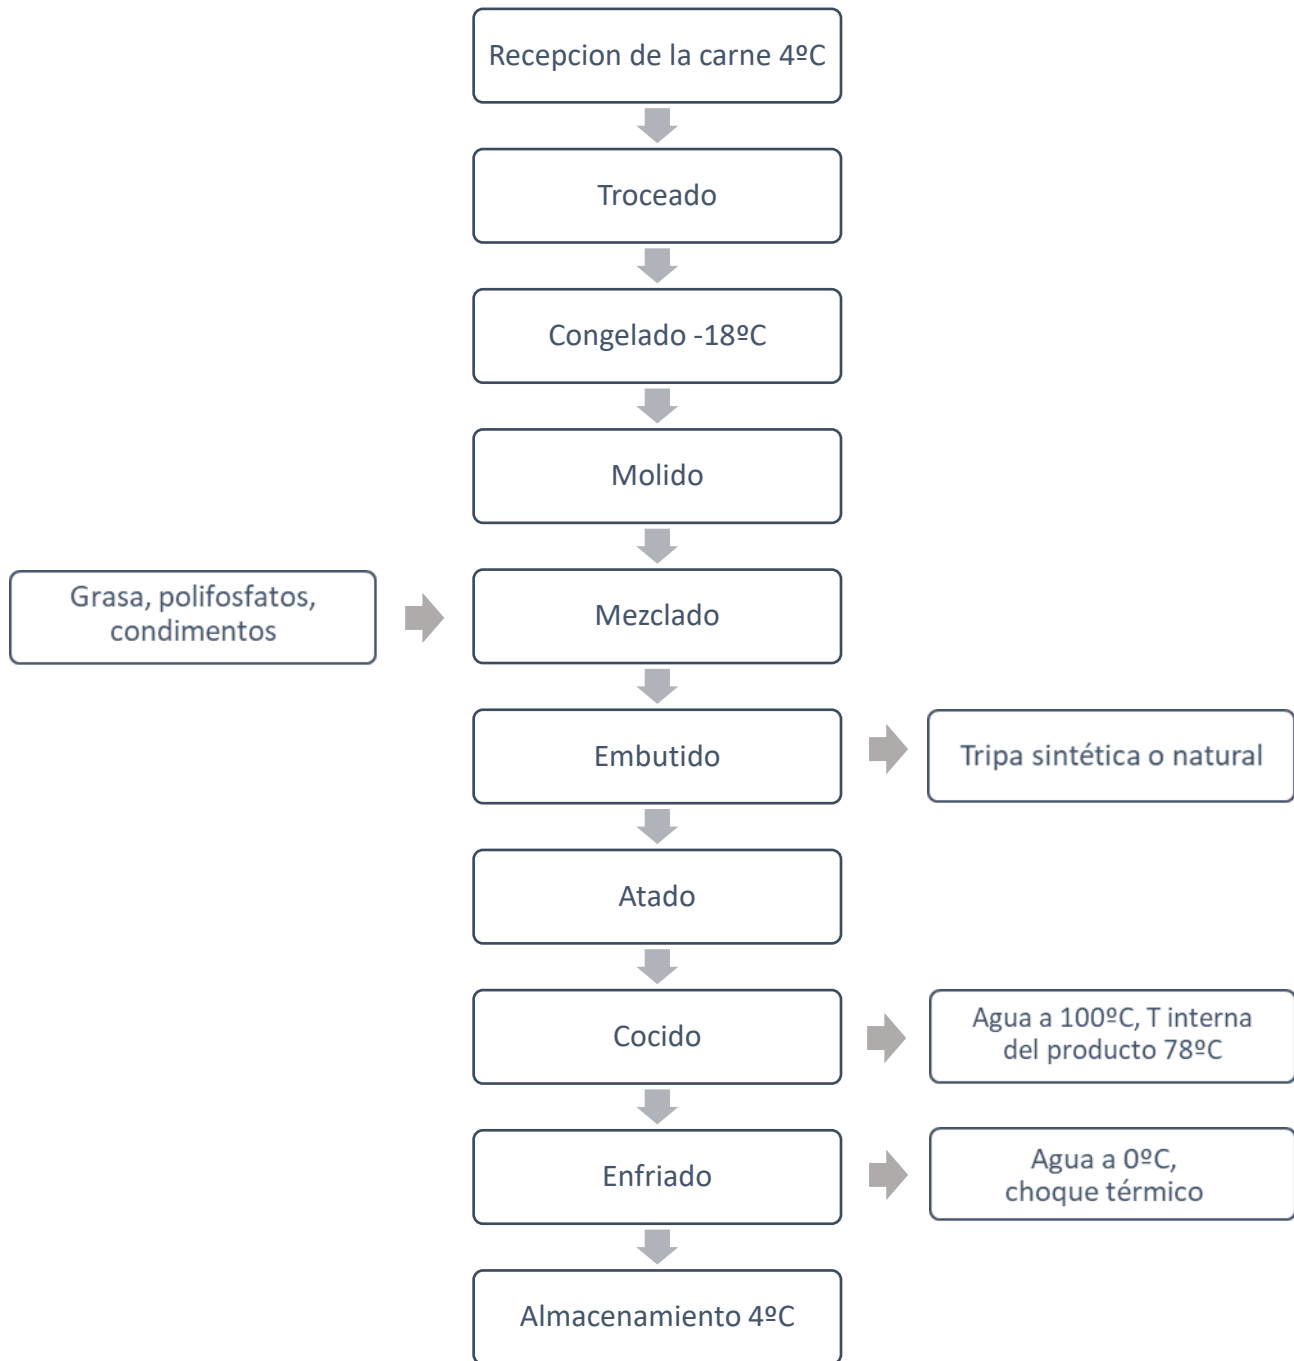 Recepcion de la carne 4ºC
Troceado
Congelado -18ºC
Molido
Grasa, polifosfatos,
condimentos
Mezclado
Embutido
Tripa sintética o natural
Atado
Cocido
Agua a 100ºC, T interna
del producto 78ºC
Enfriado
Agua a 0ºC,
choque térmico
Almacenamiento 4ºC